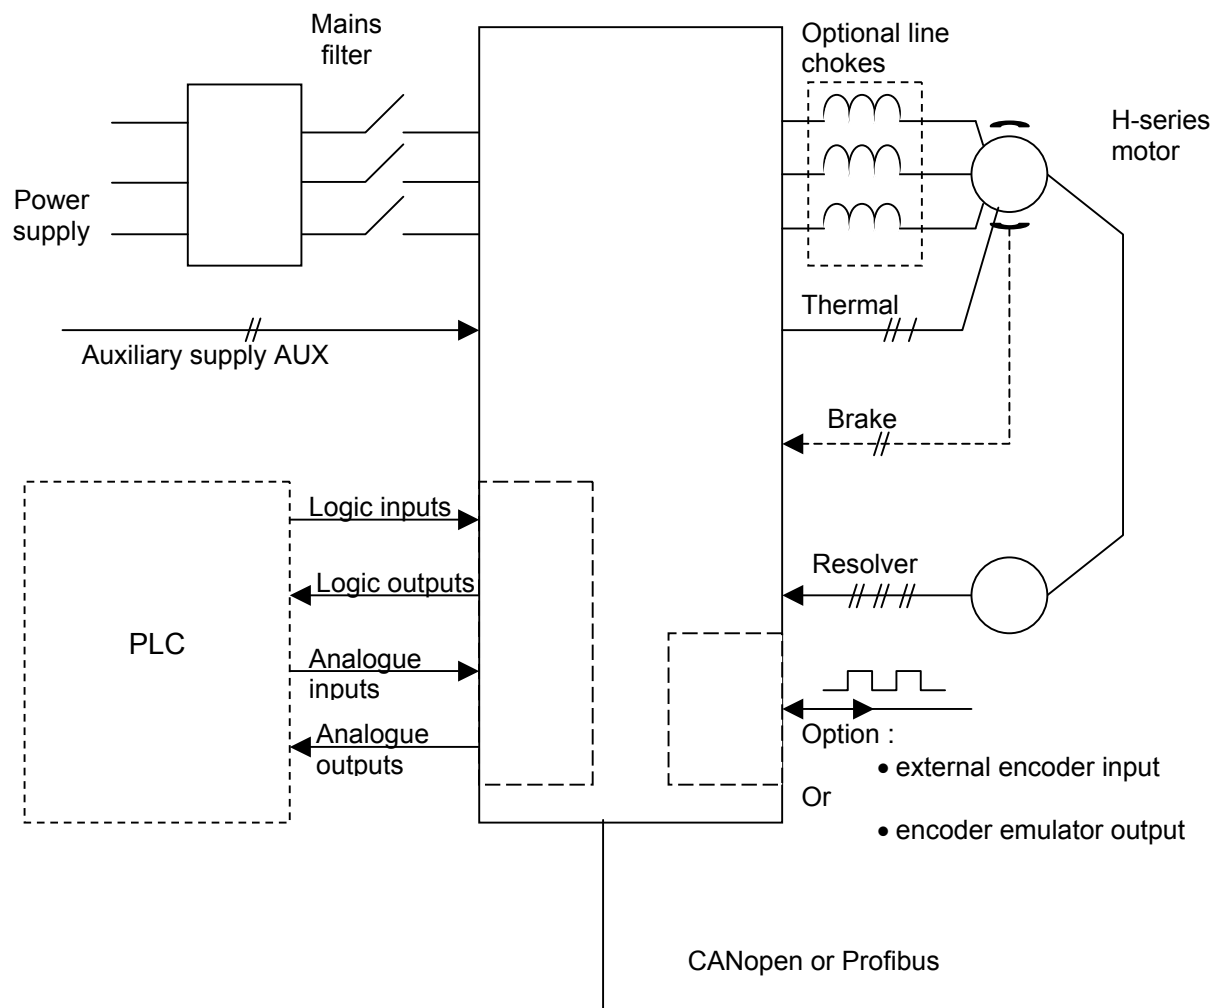 Mains
filter
Optional line
chokes
H-series
motor
Power
supply
Thermal
Auxiliary supply AUX
Brake
Logic inputs
Resolver
Logic outputs
PLC
Analogue
inputs
Analogue
outputs
Option :
• external encoder input
Or
• encoder emulator output
CANopen or Profibus